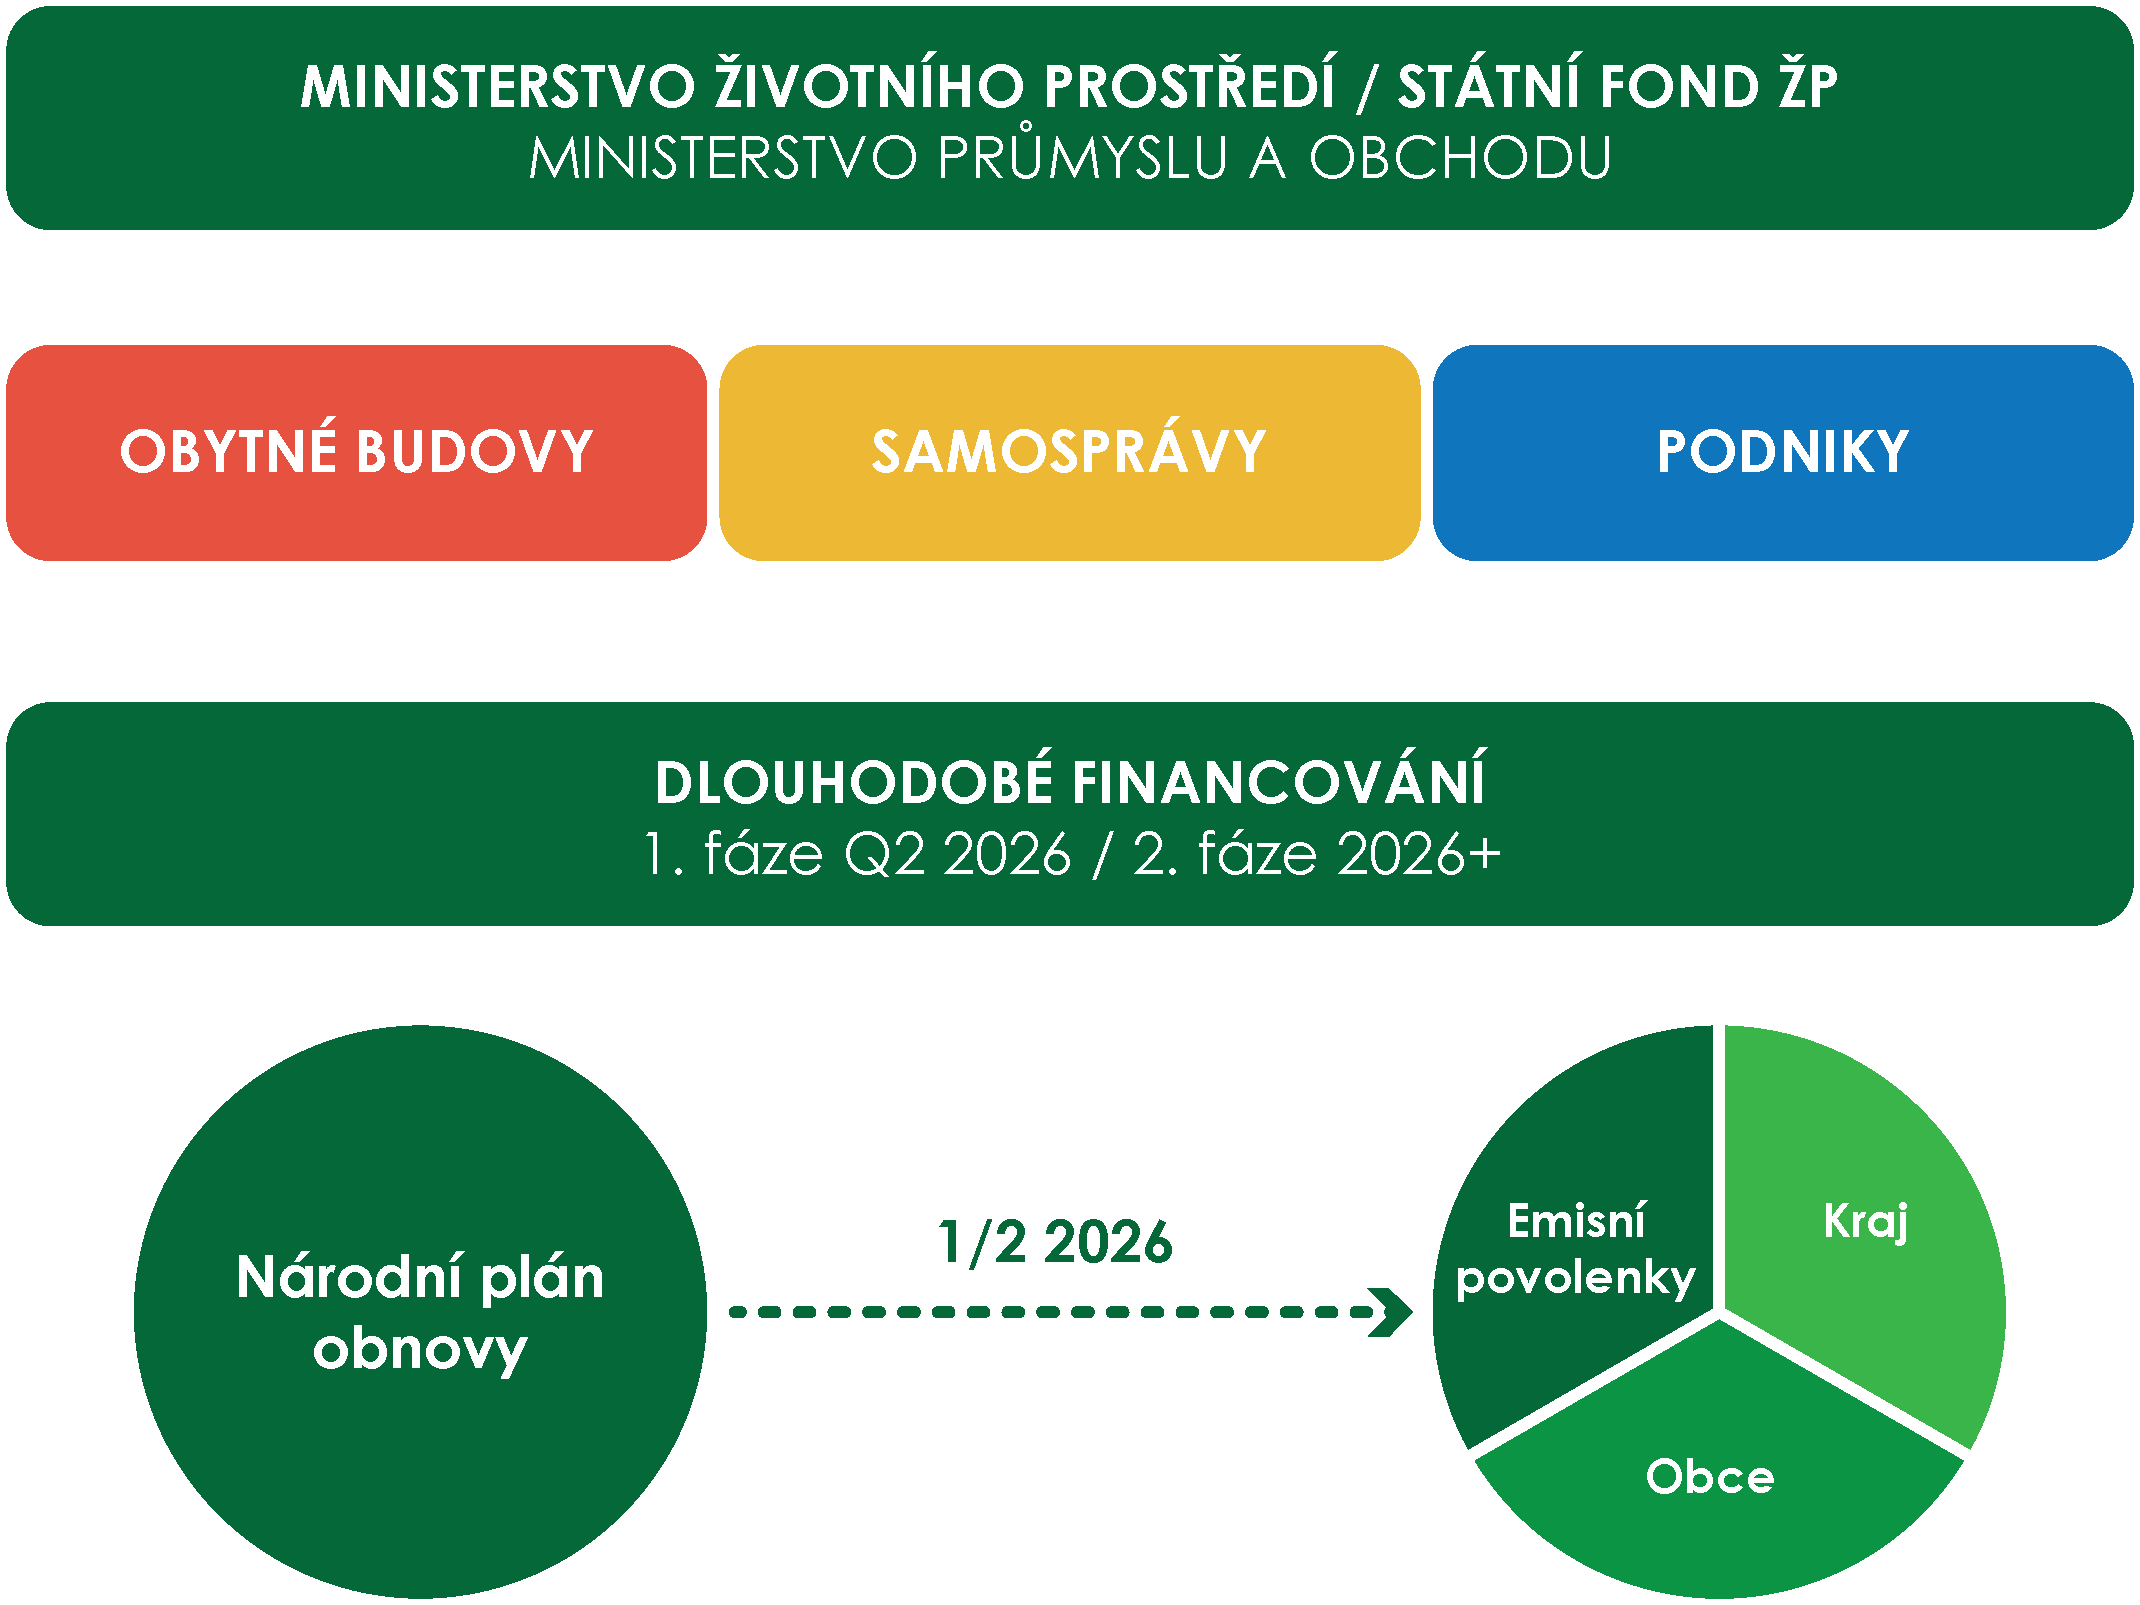 MINISTERSTVO ŽIVOTNÍHO PROSTŘEDÍ / STÁTNÍ FOND ŽP
MINISTERSTVO PRŮMYSLU A OBCHODU
OBYTNÉ BUDOVY
SAMOSPRÁVY
PODNIKY
DLOUHODOBÉ FINANCOVÁNÍ
1. fáze Q2 2026 / 2. fáze 2026+
Národní plán
obnovy
1/2 2026
Emisní
povolenky
Kraj
Obce